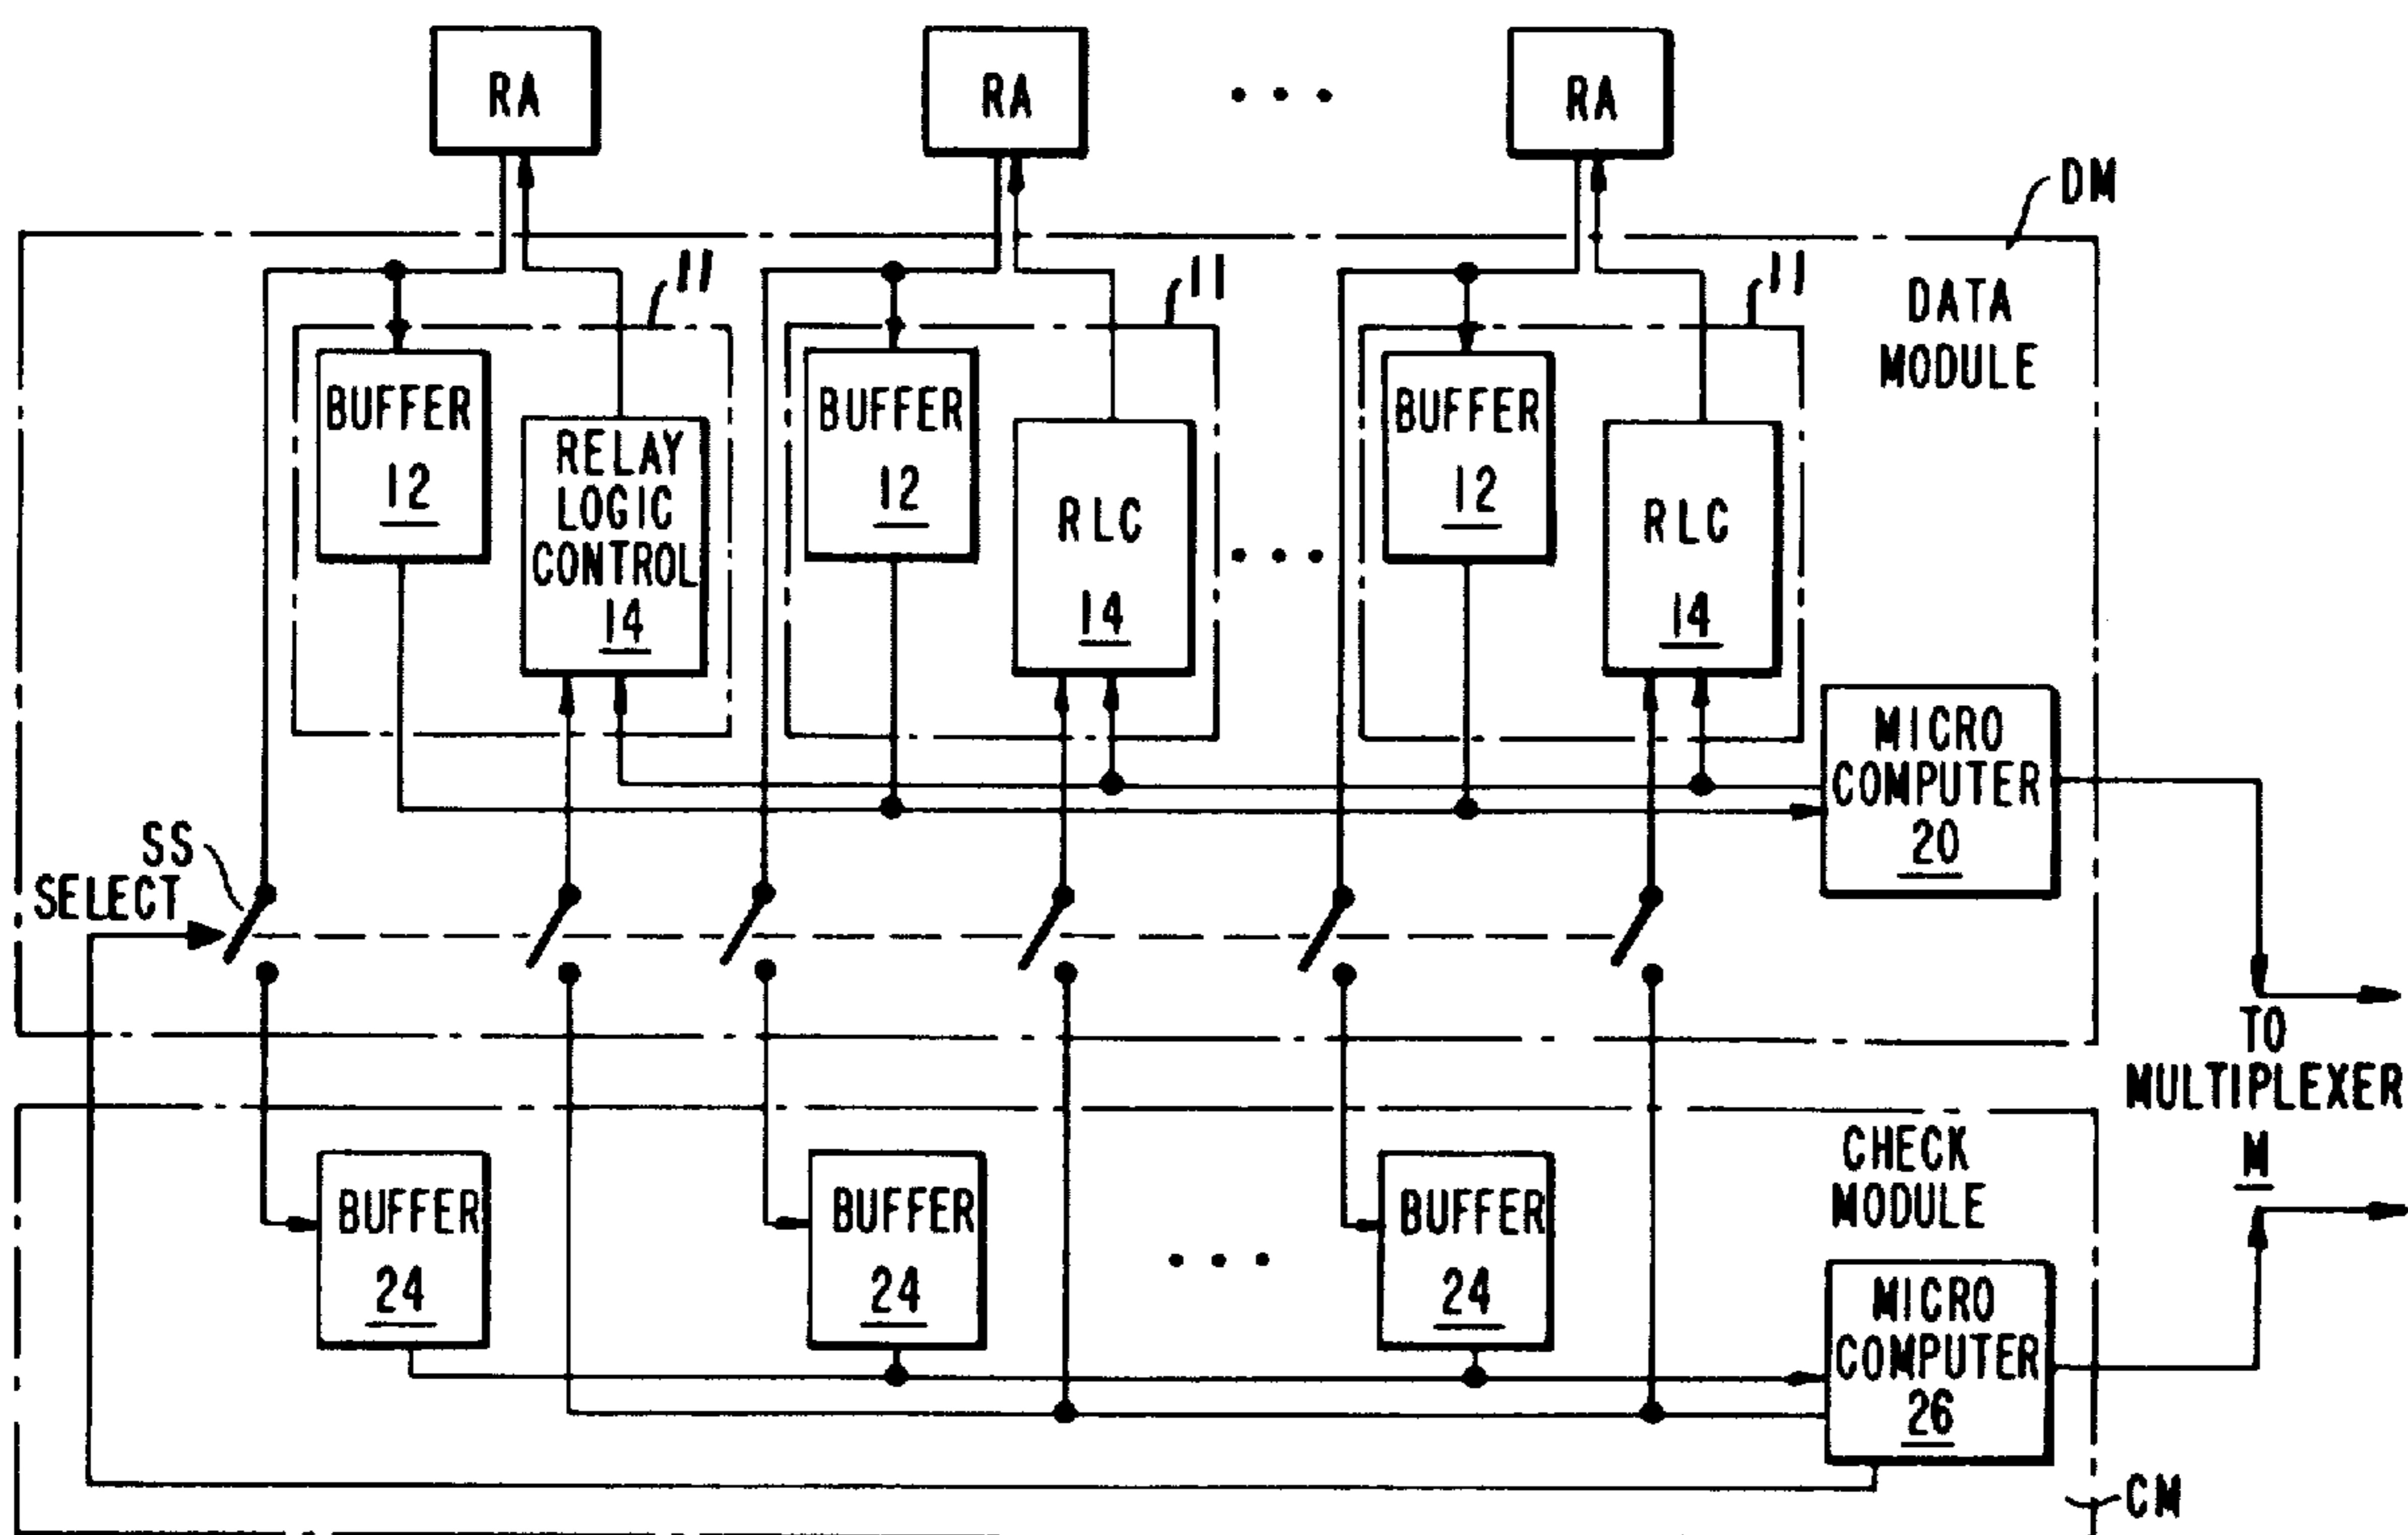 RA
RA
RA
DM
DATA
MODULE
11
11
11
BUFFER
12
RELAY
LOGIC
CONTROL
14
BUFFER
12
RLC
14
BUFFER
12
RLC
14
MICRO
COMPUTER
20
SS
SELECT
TO
MULTIPLEXER
M
CHECK
MODULE
BUFFER
24
BUFFER
24
BUFFER
24
MICRO
COMPUTER
26
CM